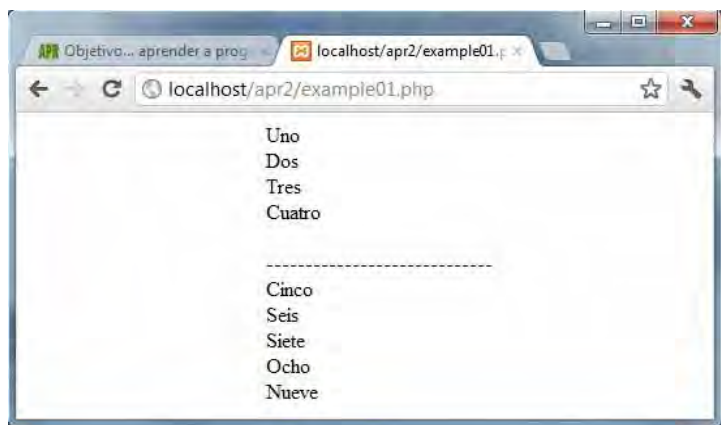 APR Objetivo... aprender a prog
localhost/apr2/example01.p
localhost/apr2/example01.php
Uno
Dos
Tres
Cuatro
-----------------------------
Cinco
Seis
Siete
Ocho
Nueve